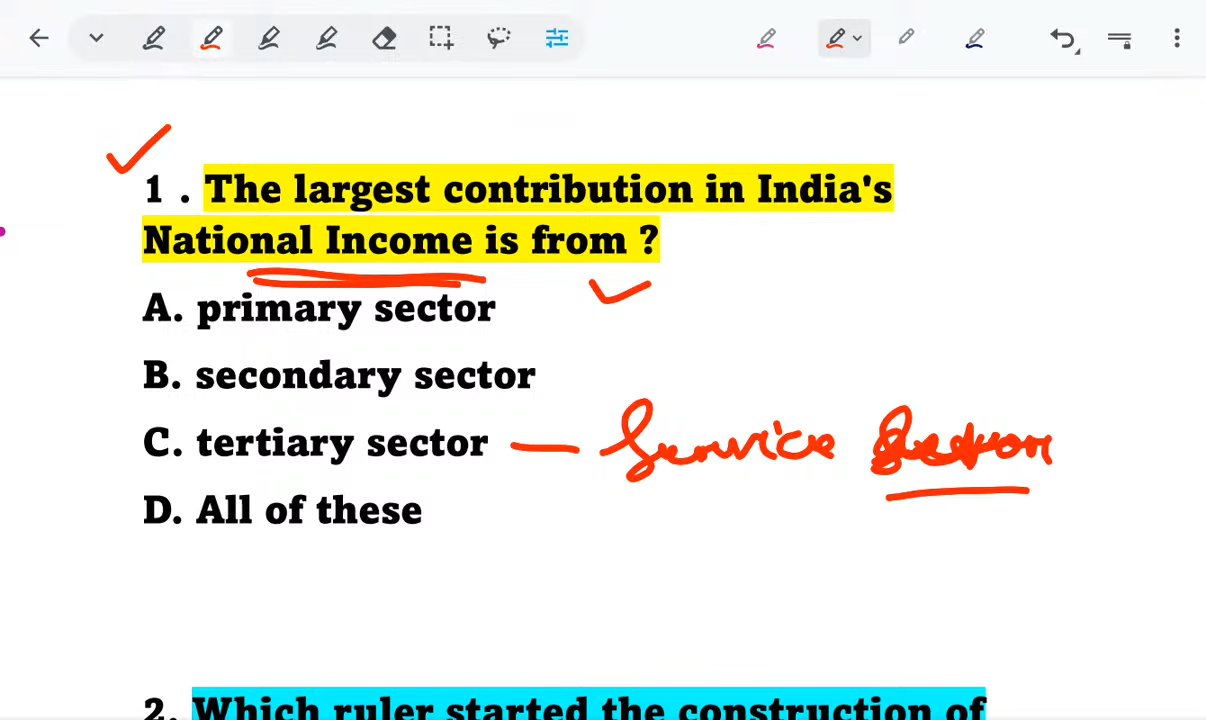 1 . The largest contribution in India's
National Income is from ?
A. primary sector
B. secondary sector
C. tertiary sector — Service Sector
D. All of these
2. Which ruler started the construction of